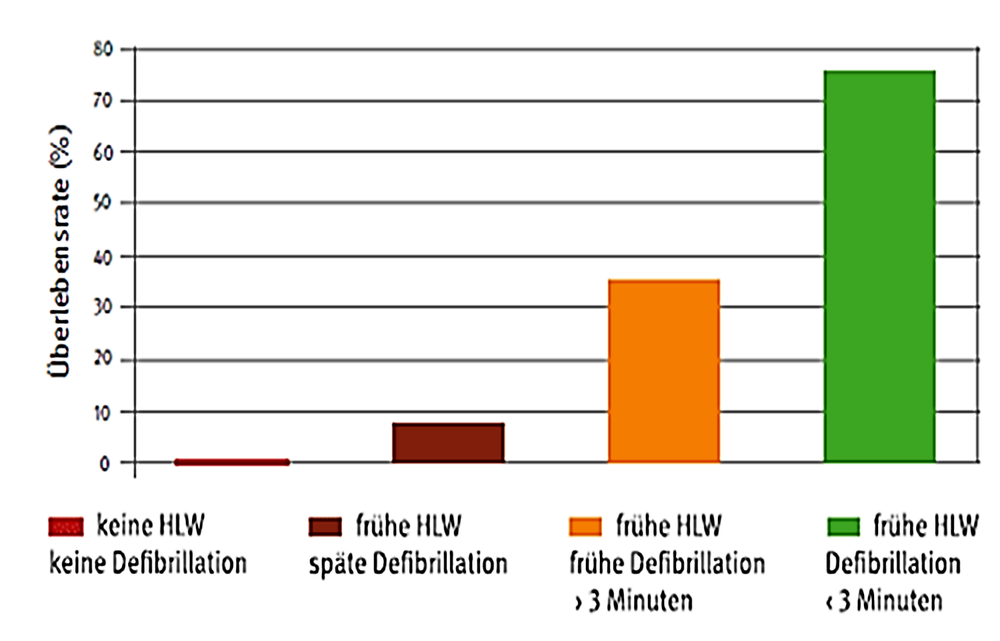 Überlebensrate (%)
80
70
60
50
40
30
20
10
0
keine HLW
keine Defibrillation
frühe HLW
späte Defibrillation
frühe HLW
frühe Defibrillation
› 3 Minuten
frühe HLW
Defibrillation
‹ 3 Minuten